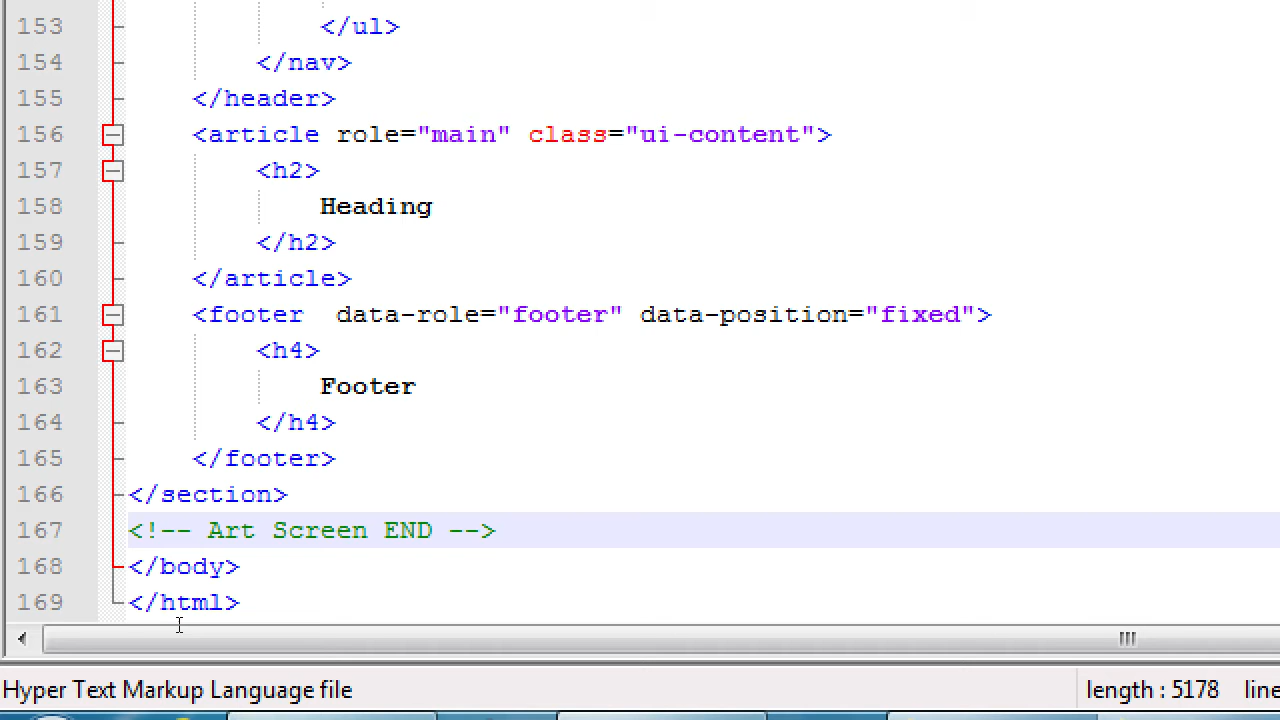 153 </ul>
154 </nav>
155 </header>
156 <article role="main" class="ui-content">
157 <h2>
158 Heading
159 </h2>
160 </article>
161 <footer  data-role="footer" data-position="fixed">
162 <h4>
163 Footer
164 </h4>
165 </footer>
166 </section>
167 <!-- Art Screen END -->
168 </body>
169 </html>
Hyper Text Markup Language file length : 5178 line